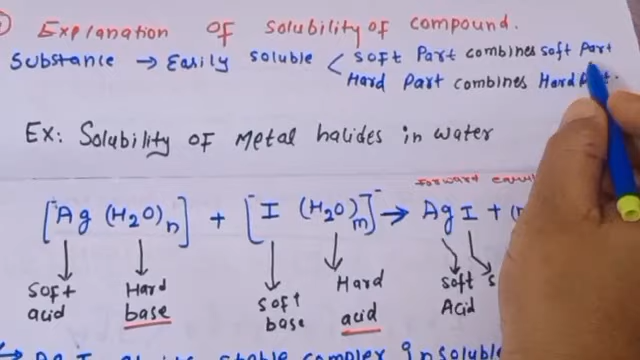 Explanation of solubility of compound.
Substance → Easily soluble < soft Part combines soft Part
Hard Part combines Hard
Ex: Solubility of metal halides in water
forward
[Ag (H2O)n] + [I (H2O)m]⁻ → Ag I +
soft acid Hard base soft base Hard acid soft Acid s
Ag I stable complex insoluble